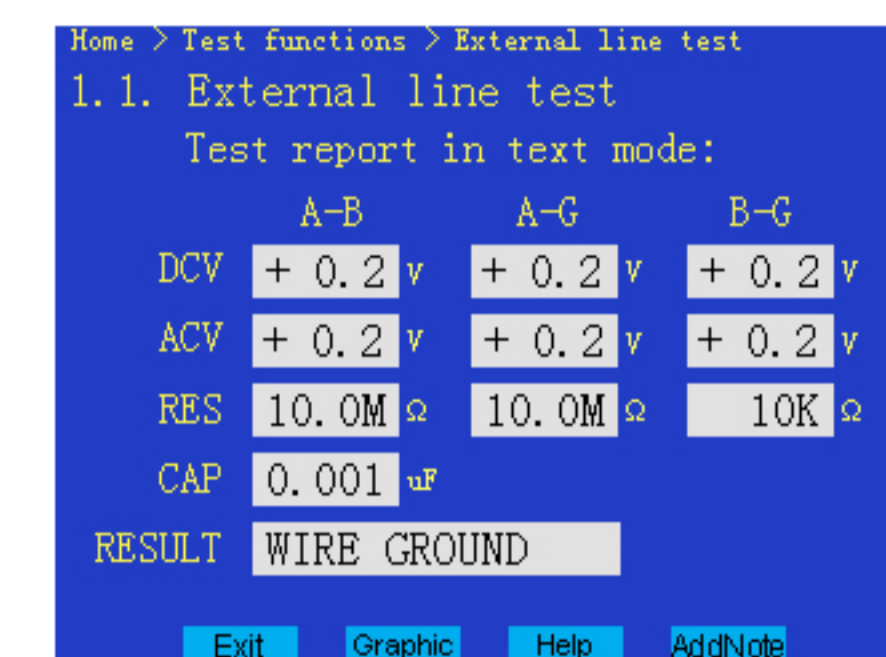 Home > Test functions > External line test
1.1. External line test
Test report in text mode:
A-B A-G B-G
DCV + 0.2 V + 0.2 V + 0.2 V
ACV + 0.2 V + 0.2 V + 0.2 V
RES 10.0M Ω 10.0M Ω 10K Ω
CAP 0.001 uF
RESULT WIRE GROUND
Exit Graphic Help AddNote